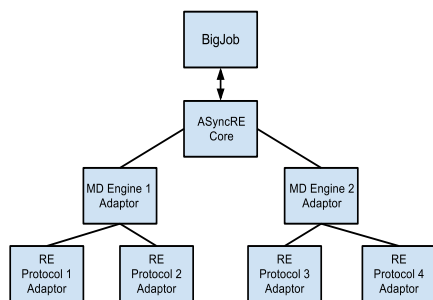 BigJob
ASyncRE
Core
MD Engine 1
Adaptor
MD Engine 2
Adaptor
RE
Protocol 1
Adaptor
RE
Protocol 2
Adaptor
RE
Protocol 3
Adaptor
RE
Protocol 4
Adaptor